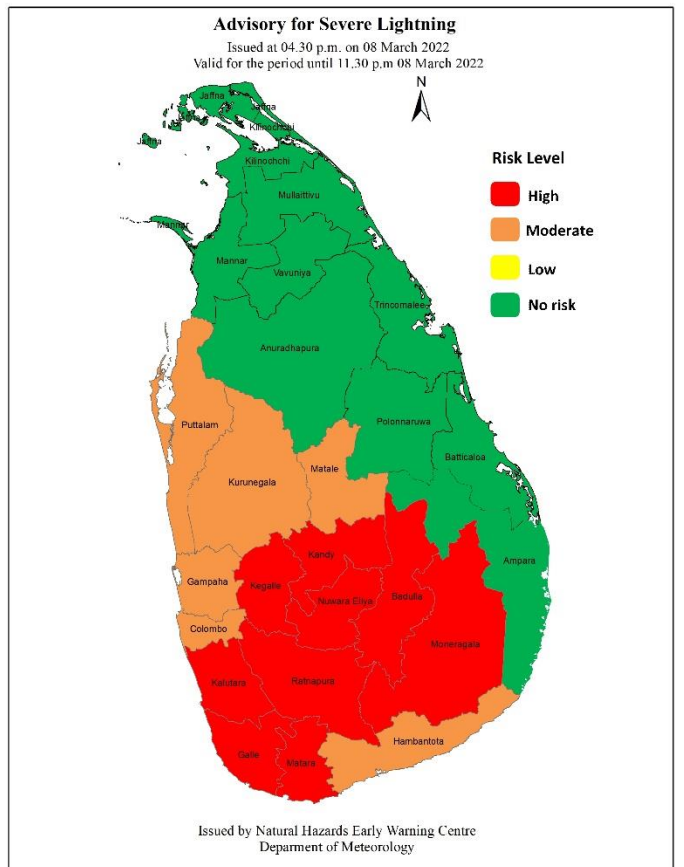 Advisory for Severe Lightning
Issued at 04.30 p.m. on 08 March 2022
Valid for the period until 11.30 p.m 08 March 2022
N
Jaffna
Jaffna
Jaffna
Kilinochchi
Jaffna
Kilinochchi
Mullaittivu
Mannar
Mannar
Vavuniya
Trincomalee
Anuradhapura
Risk Level
High
Moderate
Low
No risk
Puttalam
Polonnaruwa
Batticaloa
Kurunegala
Matale
Kandy
Ampara
Gampaha
Kegalle
Nuwara Eliya
Badulla
Colombo
Moneragala
Kalutara
Ratnapura
Hambantota
Galle
Matara
Issued by Natural Hazards Early Warning Centre
Deparment of Meteorology